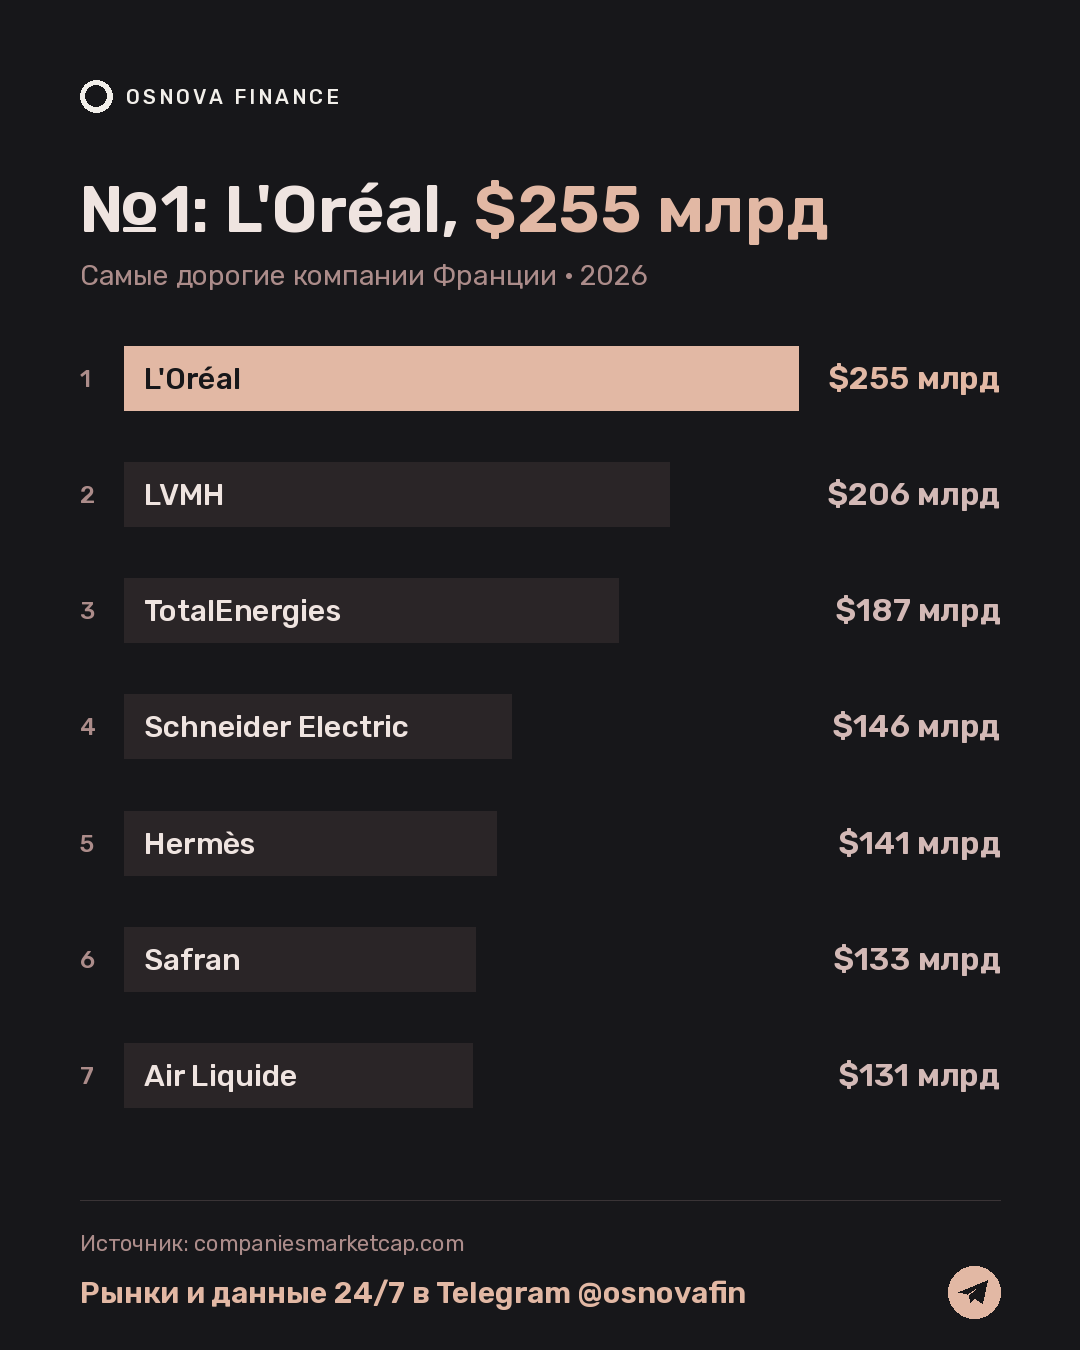 OSNOVA FINANCE
№1: L'Oréal, $255 млрд
Самые дорогие компании Франции • 2026
1 L'Oréal $255 млрд
2 LVMH $206 млрд
3 TotalEnergies $187 млрд
4 Schneider Electric $146 млрд
5 Hermès $141 млрд
6 Safran $133 млрд
7 Air Liquide $131 млрд
Источник: companiesmarketcap.com
Рынки и данные 24/7 в Telegram @osnovafin